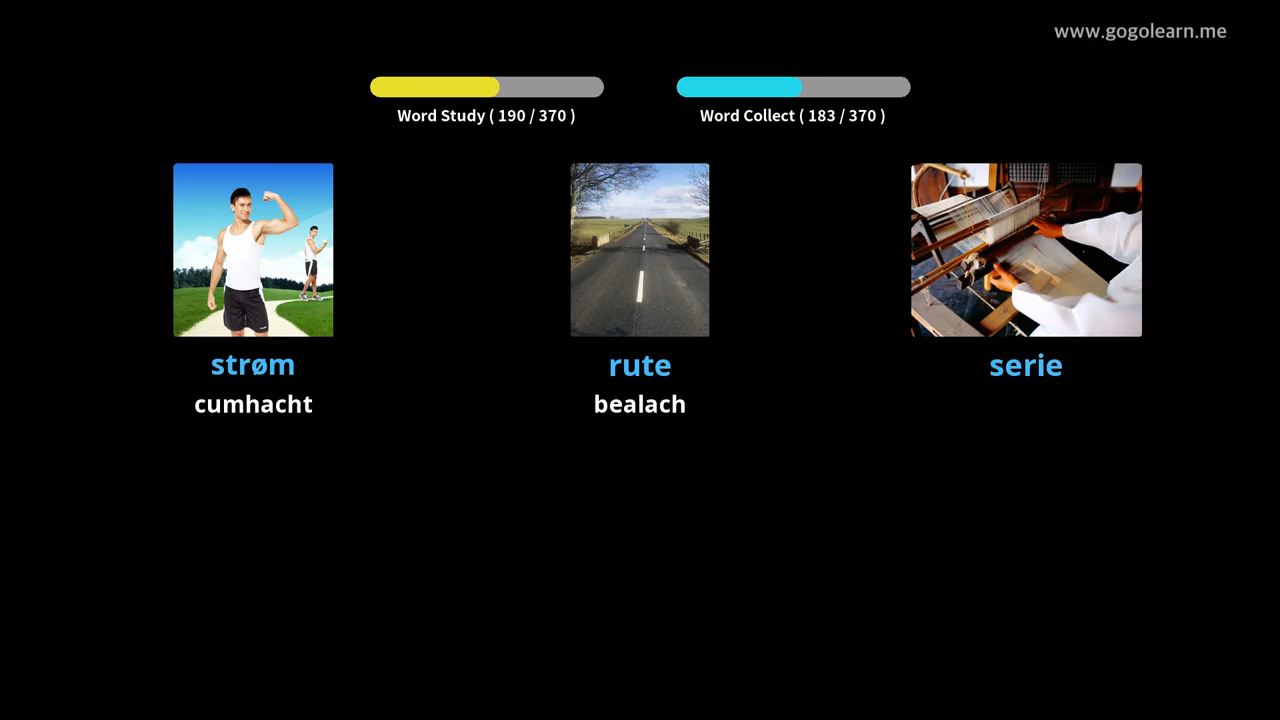 www.gogolearn.me
Word Study ( 190 / 370 )
Word Collect ( 183 / 370 )
strøm
rute
serie
cumhacht
bealach